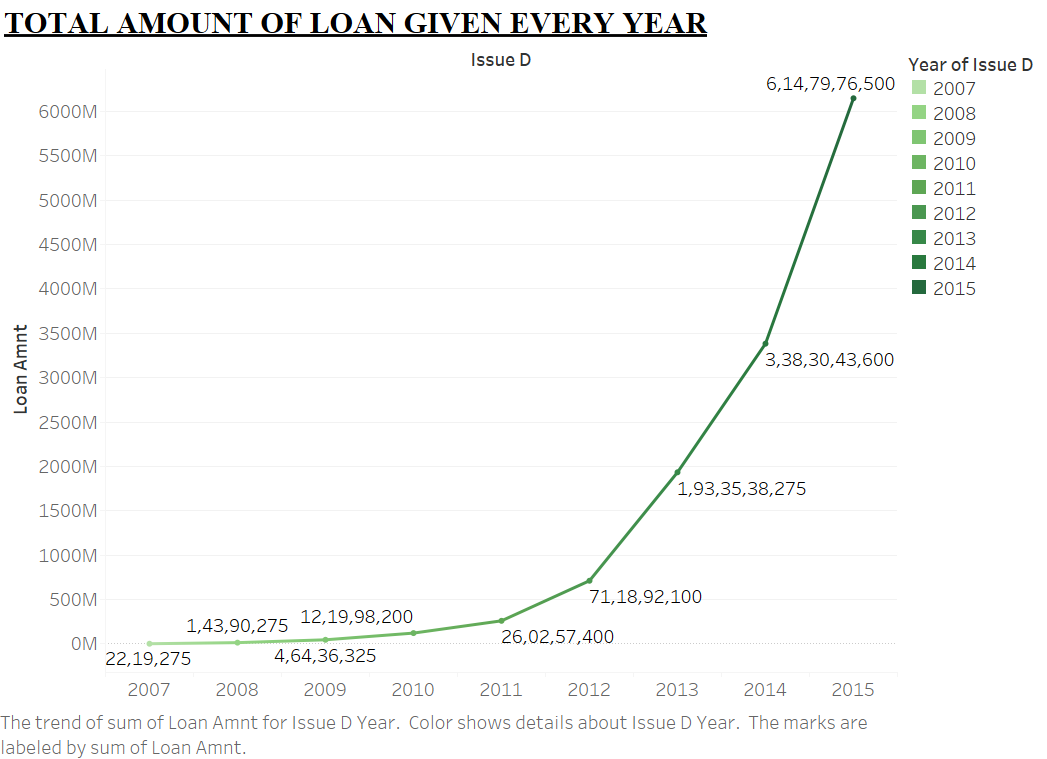 TOTAL AMOUNT OF LOAN GIVEN EVERY YEAR
Issue D
Year of Issue D
2007
2008
2009
2010
2011
2012
2013
2014
2015
Loan Amnt
6000M
5500M
5000M
4500M
4000M
3500M
3000M
2500M
2000M
1500M
1000M
500M
0M
6,14,79,76,500
3,38,30,43,600
1,93,35,38,275
71,18,92,100
26,02,57,400
12,19,98,200
4,64,36,325
1,43,90,275
22,19,275
2007 2008 2009 2010 2011 2012 2013 2014 2015
The trend of sum of Loan Amnt for Issue D Year. Color shows details about Issue D Year. The marks are
labeled by sum of Loan Amnt.